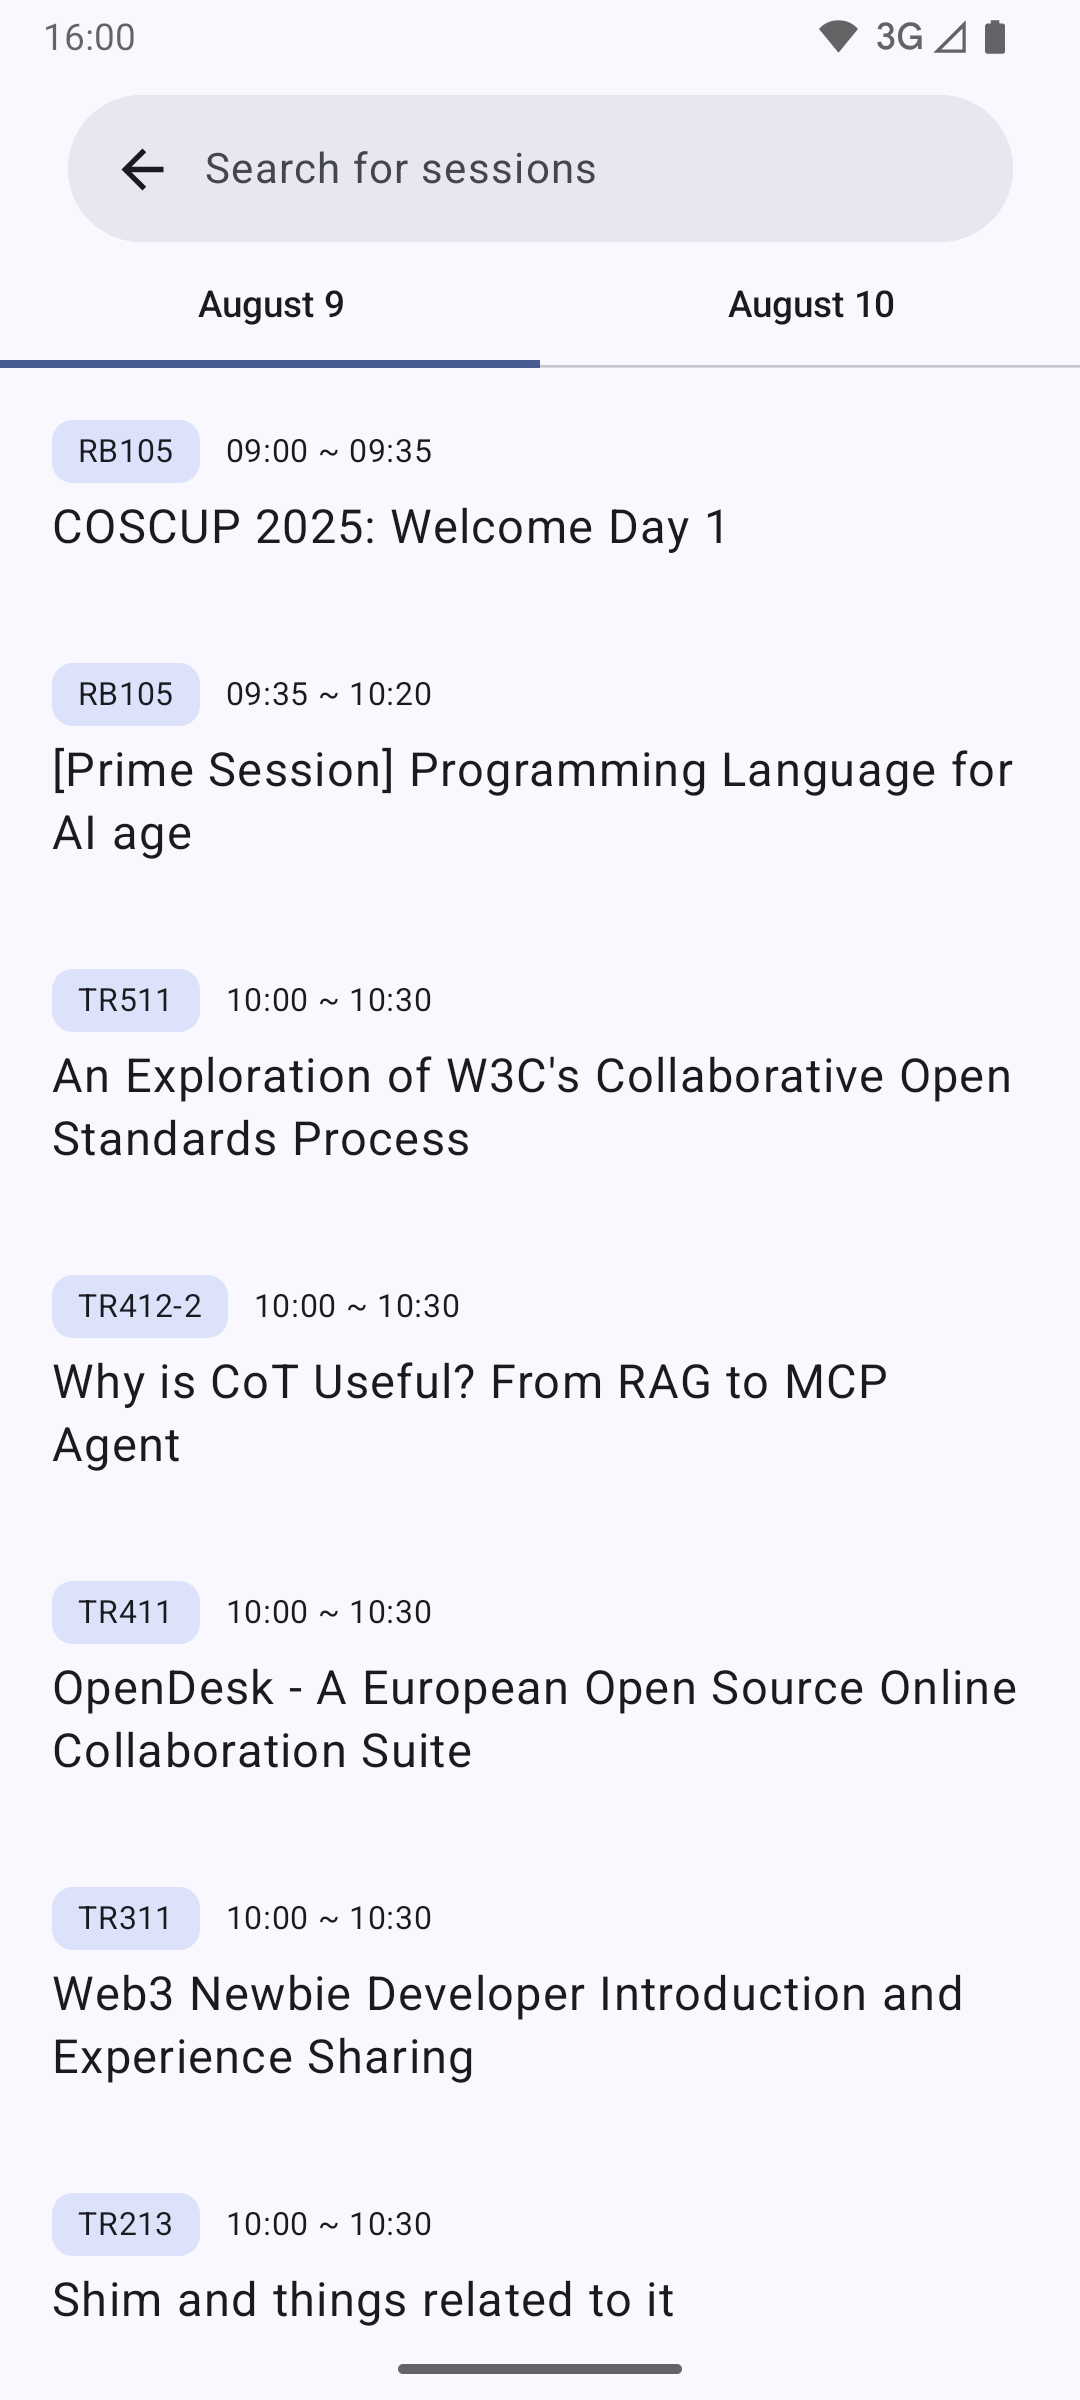 16:00
3G
Search for sessions
August 9
August 10
RB105
09:00 ~ 09:35
COSCUP 2025: Welcome Day 1
RB105
09:35 ~ 10:20
[Prime Session] Programming Language for
AI age
TR511
10:00 ~ 10:30
An Exploration of W3C's Collaborative Open
Standards Process
TR412-2
10:00 ~ 10:30
Why is CoT Useful? From RAG to MCP
Agent
TR411
10:00 ~ 10:30
OpenDesk - A European Open Source Online
Collaboration Suite
TR311
10:00 ~ 10:30
Web3 Newbie Developer Introduction and
Experience Sharing
TR213
10:00 ~ 10:30
Shim and things related to it